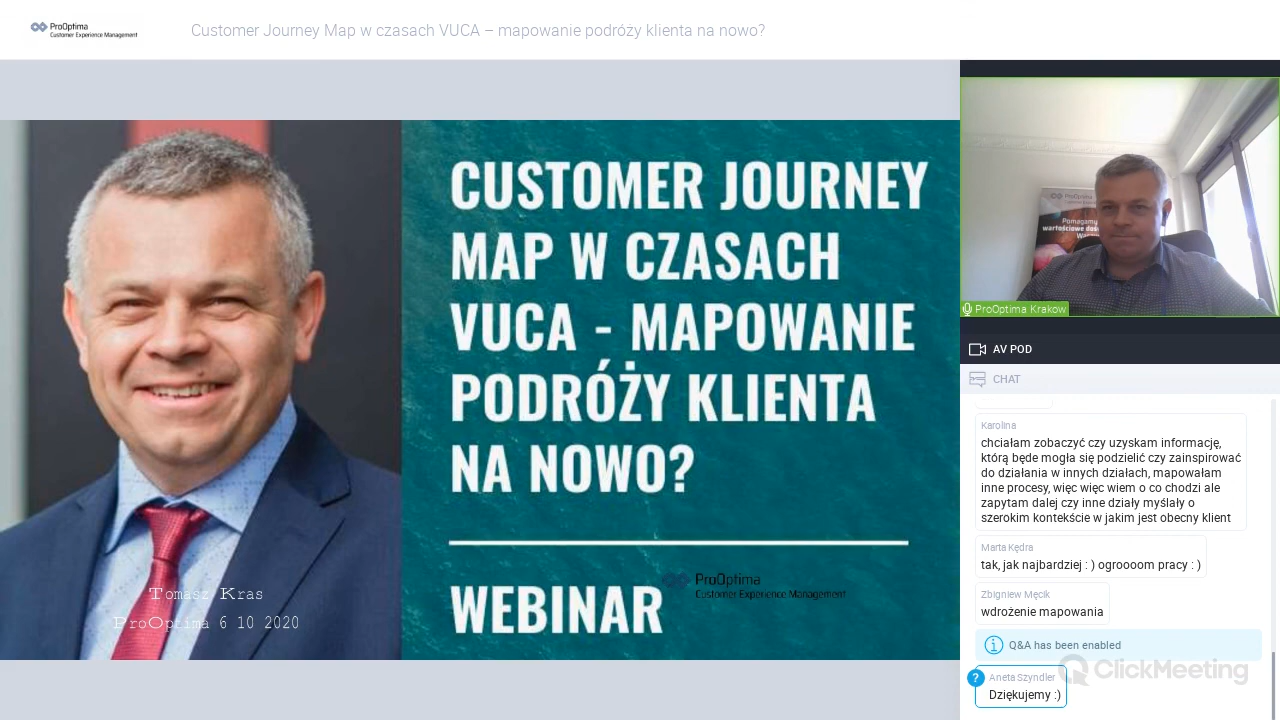 ProOptima
Customer Experience Management
Customer Journey Map w czasach VUCA – mapowanie podróży klienta na nowo?
CUSTOMER JOURNEY
MAP W CZASACH
VUCA - MAPOWANIE
PODRÓŻY KLIENTA
NA NOWO?
WEBINAR
ProOptima
Customer Experience Management
Tomasz Kras
ProOptima 6 10 2020
ProOptima
Pomagamy
wartościowe
ProOptima Krakow
AV POD
CHAT
Karolina
chciałam zobaczyć czy uzyskam informację,
którą będe mogła się podzielić czy zainspirować
do działania w innych działach, mapowałam
inne procesy, więc więc wiem o co chodzi ale
zapytam dalej czy inne działy myślały o
szerokim kontekście w jakim jest obecny klient
Marta Kędra
tak, jak najbardziej : ) ogroooom pracy : )
Zbigniew Męcik
wdrożenie mapowania
Q&A has been enabled
ClickMeeting
?
Aneta Szyndler
Dziękujemy :)